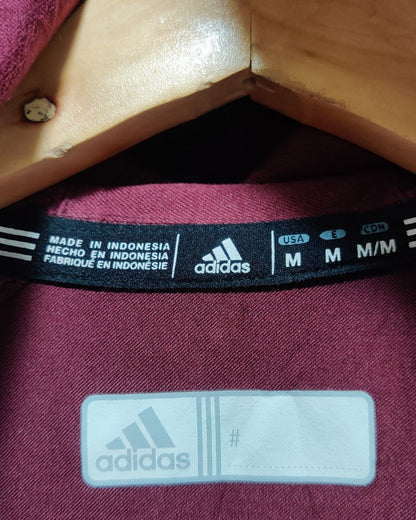 MADE IN INDONESIA
HECHO EN INDONESIA
FABRIQUÉ EN INDONÉSIE
adidas
USA E CDN
M M M/M
adidas #